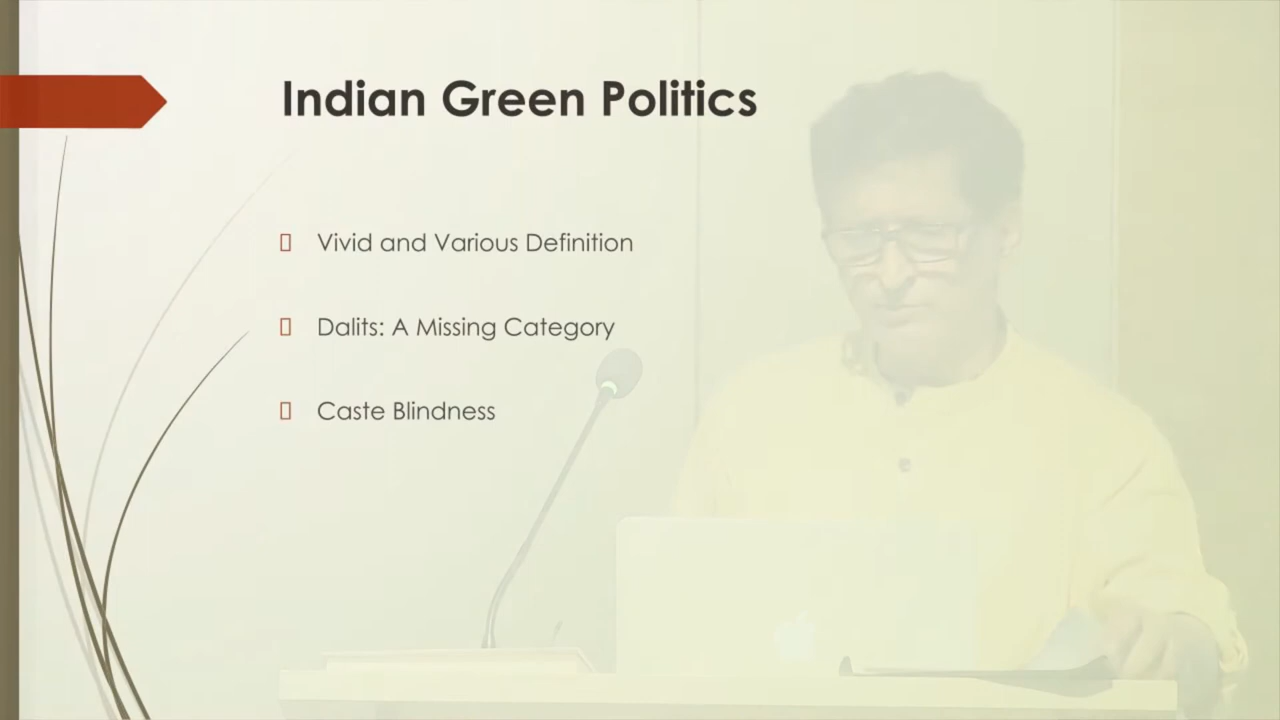 Indian Green Politics
Vivid and Various Definition
Dalits: A Missing Category
Caste Blindness